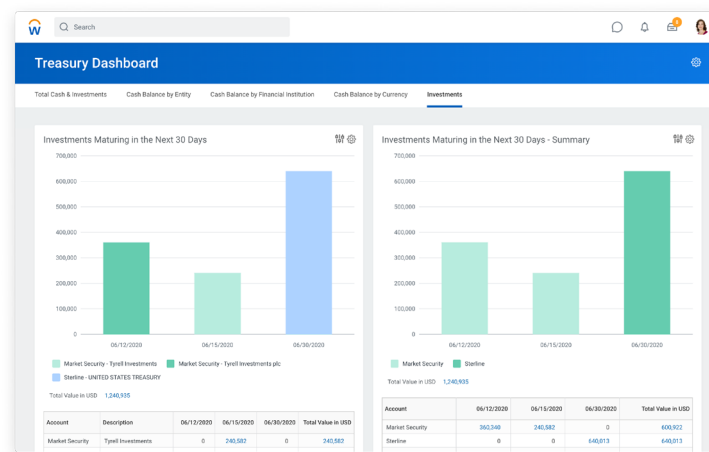 w
Search
Treasury Dashboard
Total Cash & Investments
Cash Balance by Entity
Cash Balance by Financial Institution
Cash Balance by Currency
Investments
Investments Maturing in the Next 30 Days
700,000
600,000
500,000
400,000
300,000
200,000
100,000
0
06/12/2020 06/15/2020 06/30/2020
Market Security - Tyrell Investments Market Security - Tyrell Investments plc
Sterline - UNITED STATES TREASURY
Total Value in USD 1,240,935
Account Description 06/12/2020 06/15/2020 06/30/2020 Total Value in USD
Market Security Tyrell Investments 0 240,582 0 240,582
Investments Maturing in the Next 30 Days - Summary
700,000
600,000
500,000
400,000
300,000
200,000
100,000
0
06/12/2020 06/15/2020 06/30/2020
Market Security Sterline
Total Value in USD 1,240,935
Account 06/12/2020 06/15/2020 06/30/2020 Total Value in USD
Market Security 360,340 240,582 0 600,922
Sterline 0 0 640,013 640,013